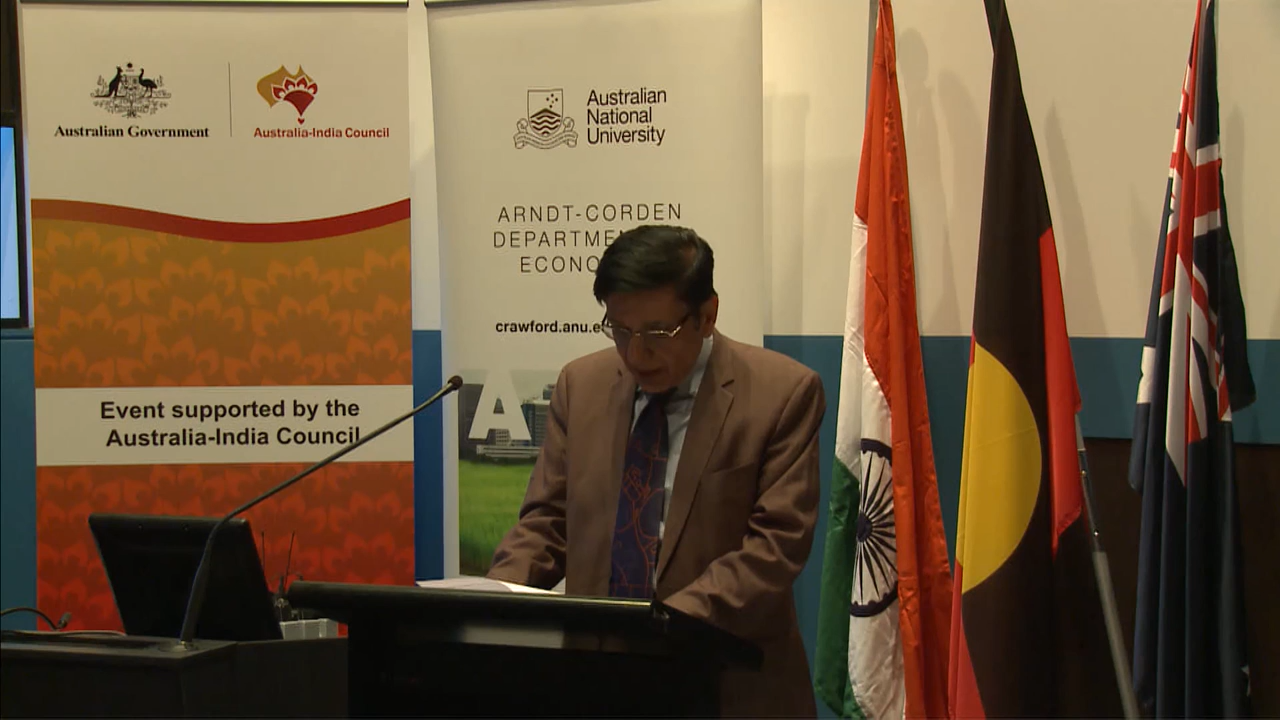 Australian Government
Australia-India Council
Event supported by the
Australia-India Council
Australian
National
University
ARNDT-CORDEN
ECONO
crawford.anu.e
A